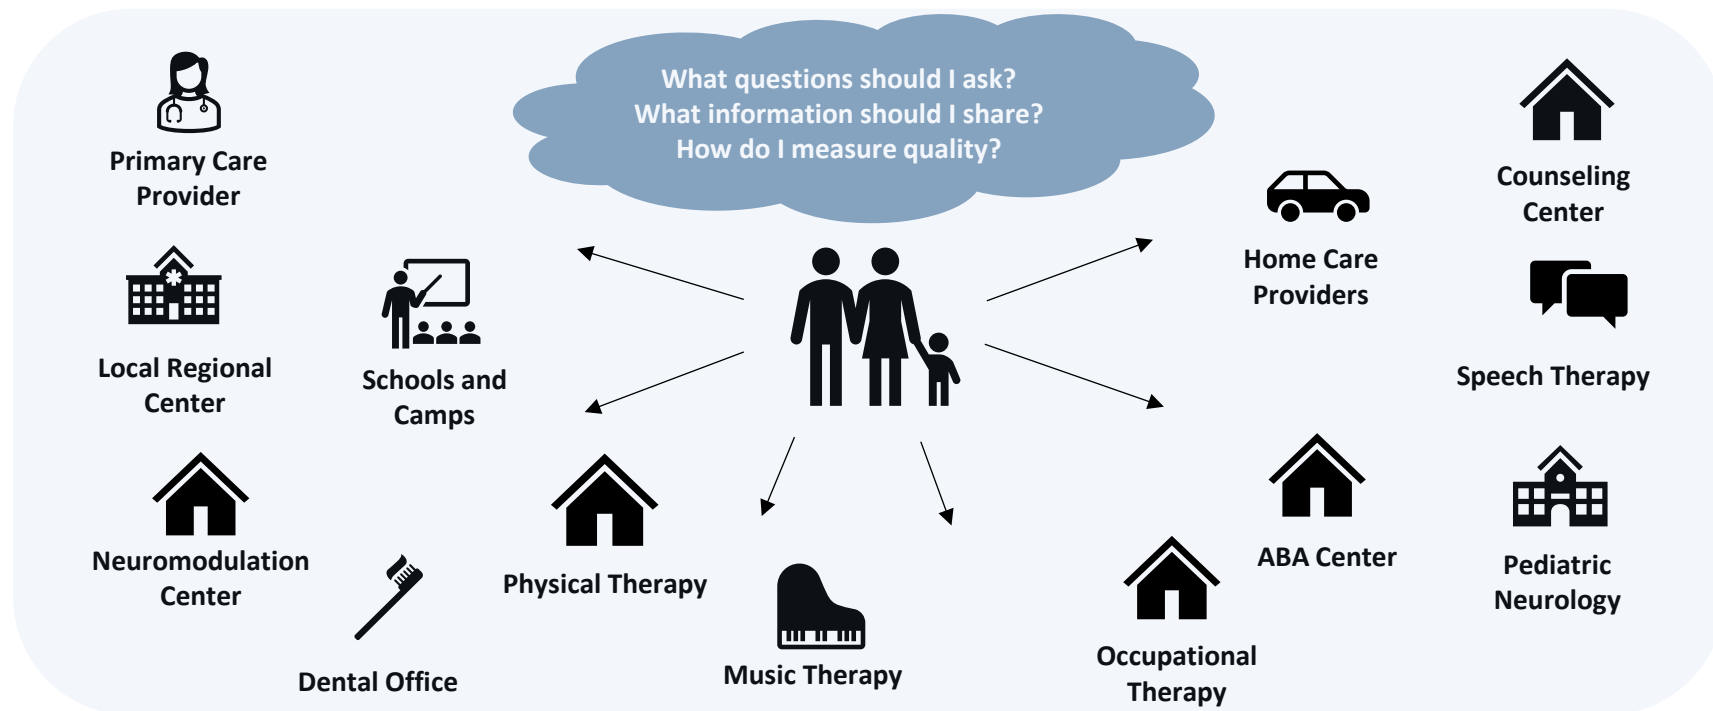 What questions should I ask?
What information should I share?
How do I measure quality?
Primary Care
Provider
Local Regional
Center
Schools and
Camps
Neuromodulation
Center
Dental Office
Physical Therapy
Music Therapy
Home Care
Providers
Counseling
Center
Speech Therapy
ABA Center
Pediatric
Neurology
Occupational
Therapy